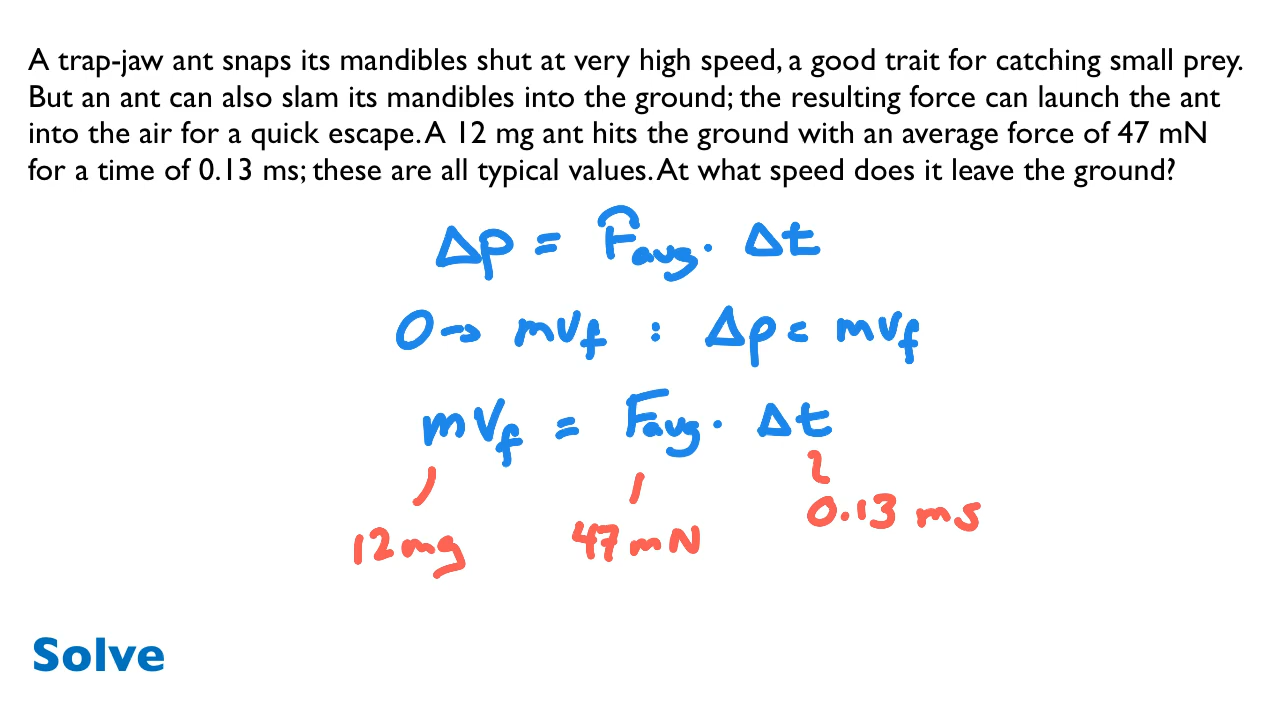 A trap-jaw ant snaps its mandibles shut at very high speed, a good trait for catching small prey.
But an ant can also slam its mandibles into the ground; the resulting force can launch the ant
into the air for a quick escape. A 12 mg ant hits the ground with an average force of 47 mN
for a time of 0.13 ms; these are all typical values. At what speed does it leave the ground?
Δp = Favg · Δt
0 → mvf : Δp = mvf
mvf = Favg · Δt
12 mg 47 mN 0.13 ms
Solve